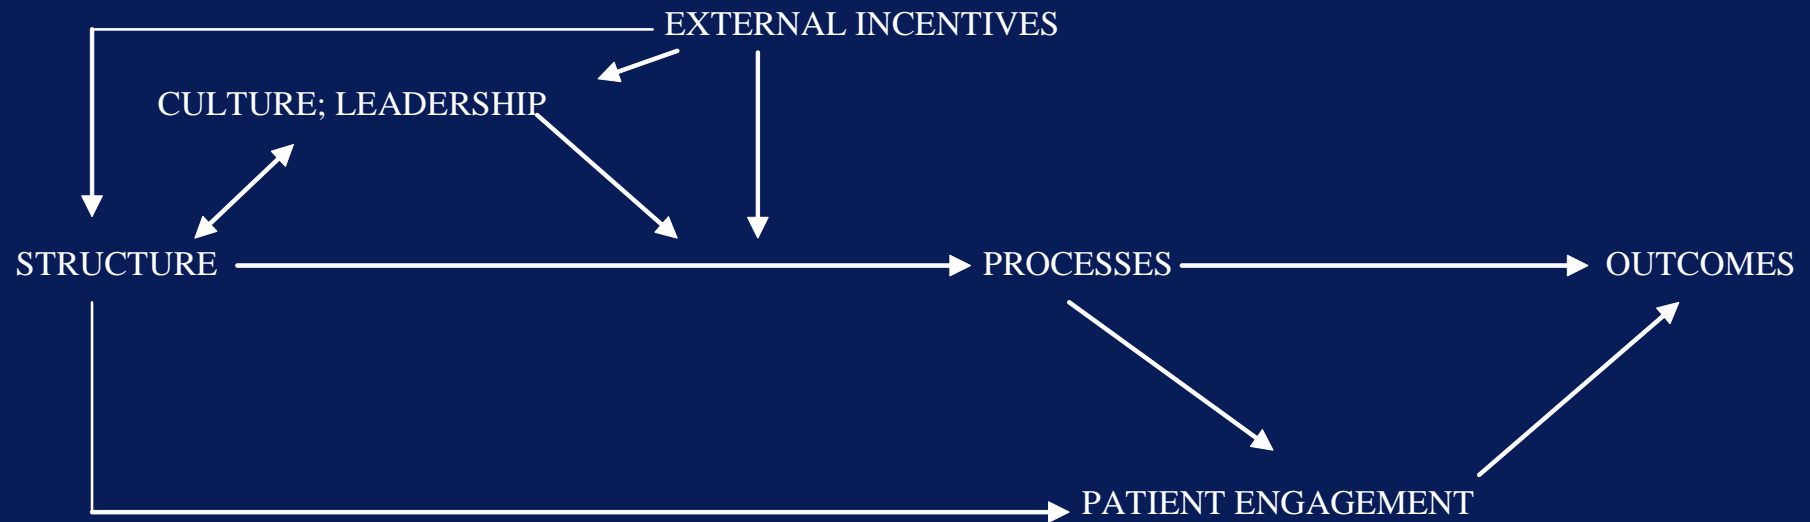 EXTERNAL INCENTIVES
CULTURE; LEADERSHIP
STRUCTURE
PROCESSES
OUTCOMES
PATIENT ENGAGEMENT